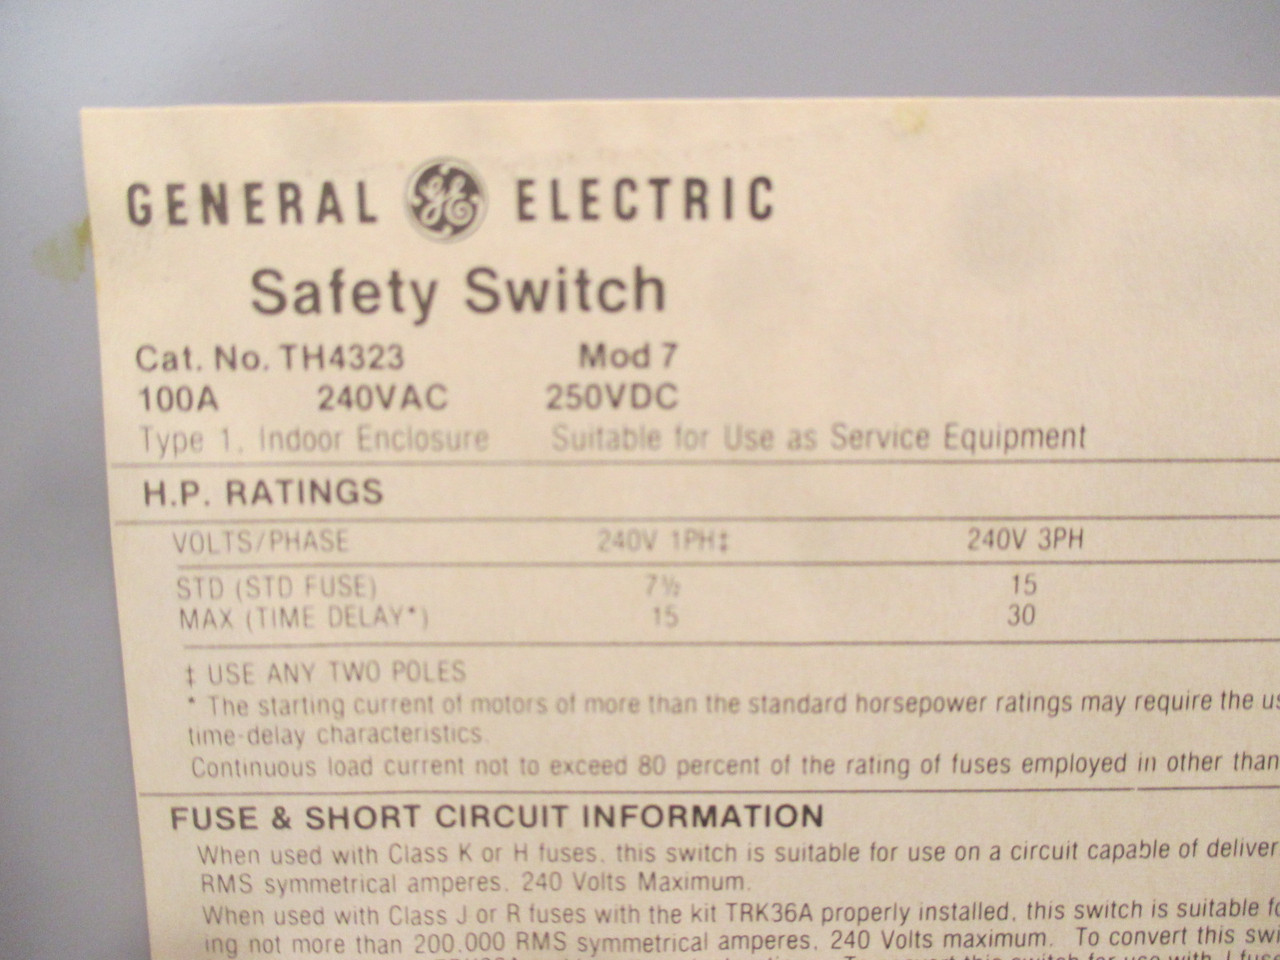 GENERAL GE ELECTRIC
Safety Switch
Cat. No. TH4323 Mod 7
100A 240VAC 250VDC
Type 1, Indoor Enclosure Suitable for Use as Service Equipment
H.P. RATINGS
VOLTS/PHASE 240V 1PH‡ 240V 3PH
STD (STD FUSE) 7½ 15
MAX (TIME DELAY*) 15 30
‡ USE ANY TWO POLES
* The starting current of motors of more than the standard horsepower ratings may require the
time-delay characteristics.
Continuous load current not to exceed 80 percent of the rating of fuses employed in other than
FUSE & SHORT CIRCUIT INFORMATION
When used with Class K or H fuses, this switch is suitable for use on a circuit capable of deliver
RMS symmetrical amperes, 240 Volts Maximum.
When used with Class J or R fuses with the kit TRK36A properly installed, this switch is suitable
ing not more than 200,000 RMS symmetrical amperes, 240 Volts maximum. To convert this